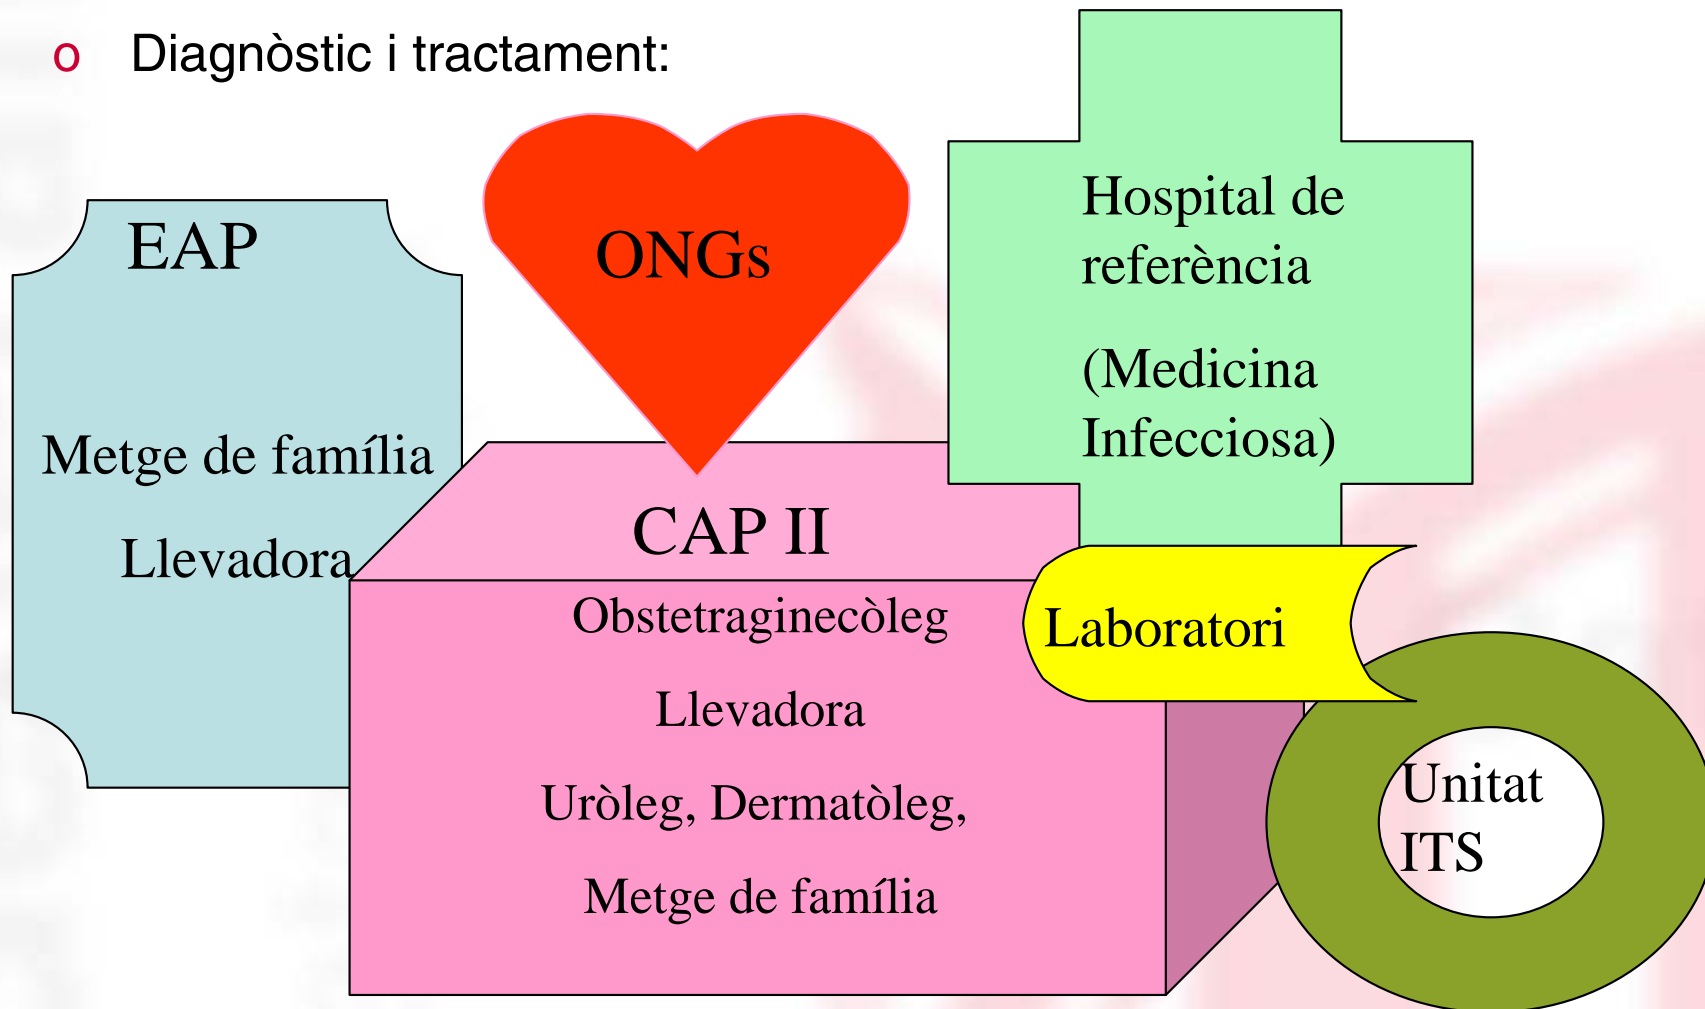 o Diagnòstic i tractament:
EAP
Metge de família
Llevadora
ONGs
Hospital de
referència
(Medicina
Infecciosa)
CAP II
Obstetraginecòleg
Llevadora
Uròleg, Dermatòleg,
Metge de família
Laboratori
Unitat
ITS